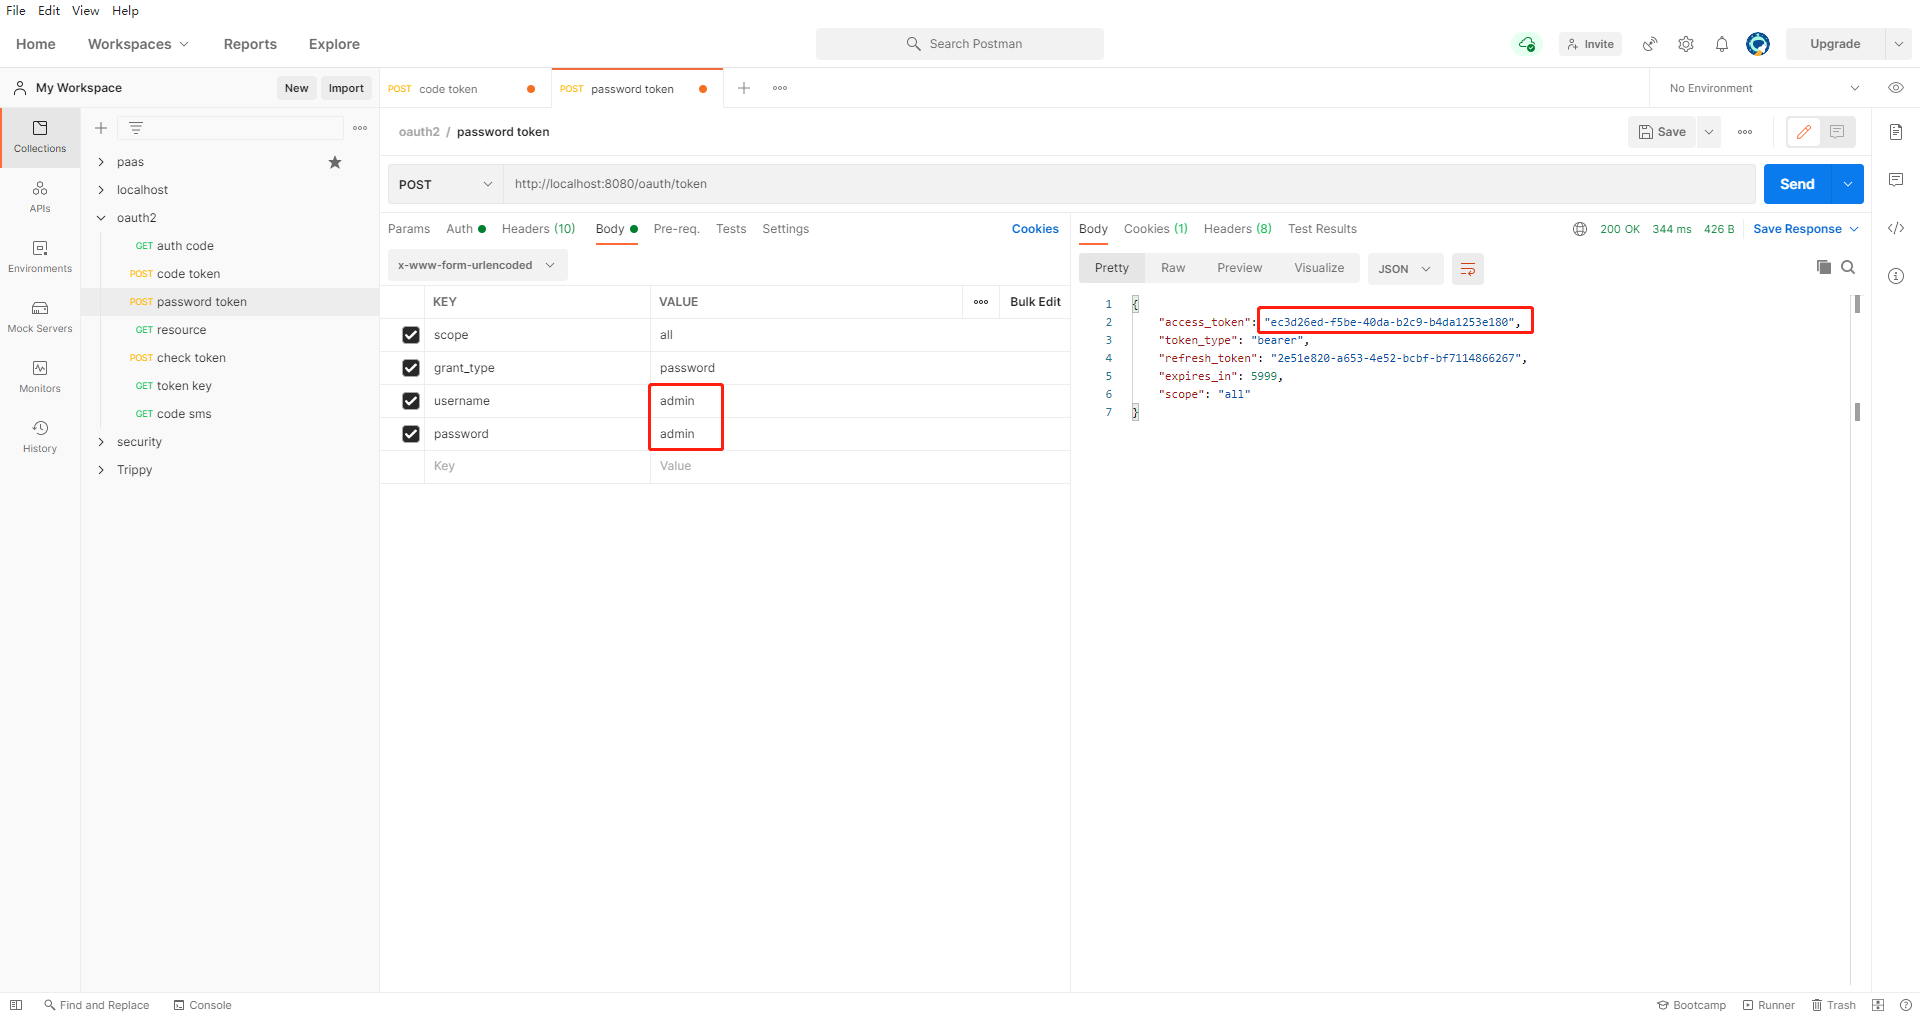 File Edit View Help
Home Workspaces Reports Explore Search Postman Invite Upgrade
My Workspace New Import
POST code token POST password token No Environment
Collections
APIs
Environments
Mock Servers
Monitors
History
paas
localhost
oauth2
GET auth code
POST code token
POST password token
GET resource
POST check token
GET token key
GET code sms
security
Trippy
oauth2 / password token Save
POST http://localhost:8080/oauth/token Send
Params Auth Headers (10) Body Pre-req. Tests Settings Cookies
x-www-form-urlencoded
KEY VALUE Bulk Edit
scope all
grant_type password
username admin
password admin
Key Value
Body Cookies (1) Headers (8) Test Results 200 OK 344 ms 426 B Save Response
Pretty Raw Preview Visualize JSON
1 {
2 "access_token": "ec3d26ed-f5be-40da-b2c9-b4da1253e180",
3 "token_type": "bearer",
4 "refresh_token": "2e51e820-a653-4e52-bcbf-bf7114866267",
5 "expires_in": 5999,
6 "scope": "all"
7 }
Find and Replace Console Bootcamp Runner Trash